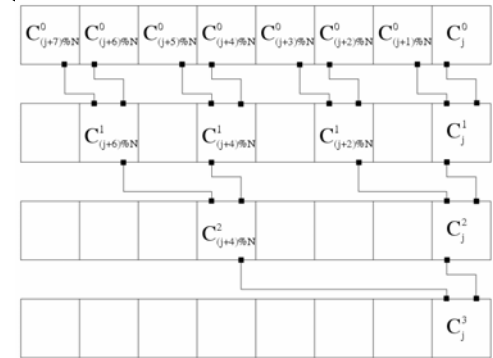 C⁰₍ⱼ₊₇₎%N C⁰₍ⱼ₊₆₎%N C⁰₍ⱼ₊₅₎%N C⁰₍ⱼ₊₄₎%N C⁰₍ⱼ₊₃₎%N C⁰₍ⱼ₊₂₎%N C⁰₍ⱼ₊₁₎%N C⁰ⱼ
C¹₍ⱼ₊₆₎%N C¹₍ⱼ₊₄₎%N C¹₍ⱼ₊₂₎%N C¹ⱼ
C²₍ⱼ₊₄₎%N C²ⱼ
C³ⱼ